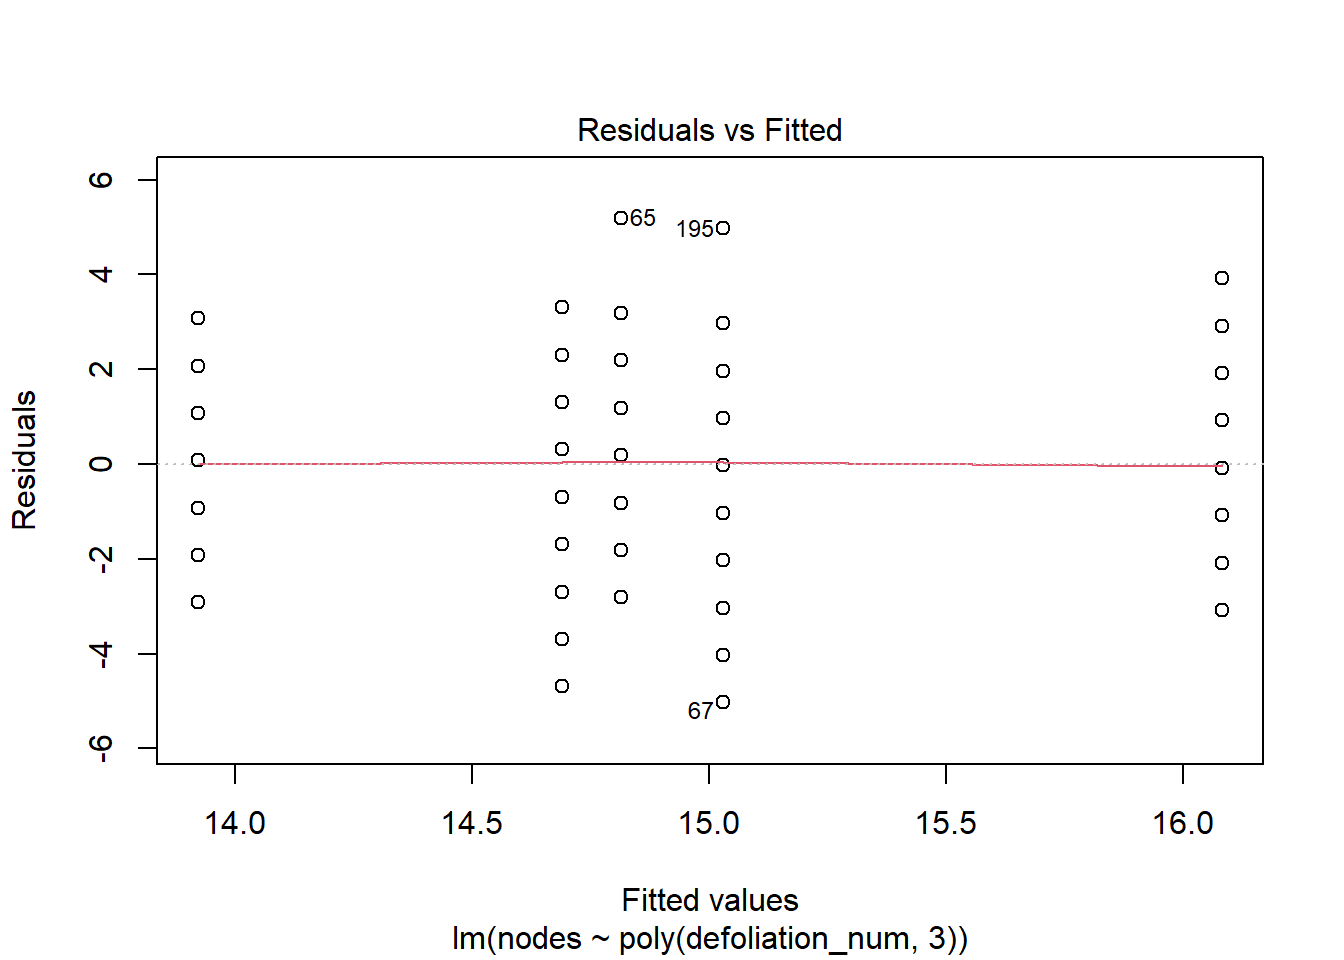 Residuals vs Fitted
Residuals
6
4
2
0
-2
-4
-6
65
195
67
14.0 14.5 15.0 15.5 16.0
Fitted values
lm(nodes ~ poly(defoliation_num, 3))